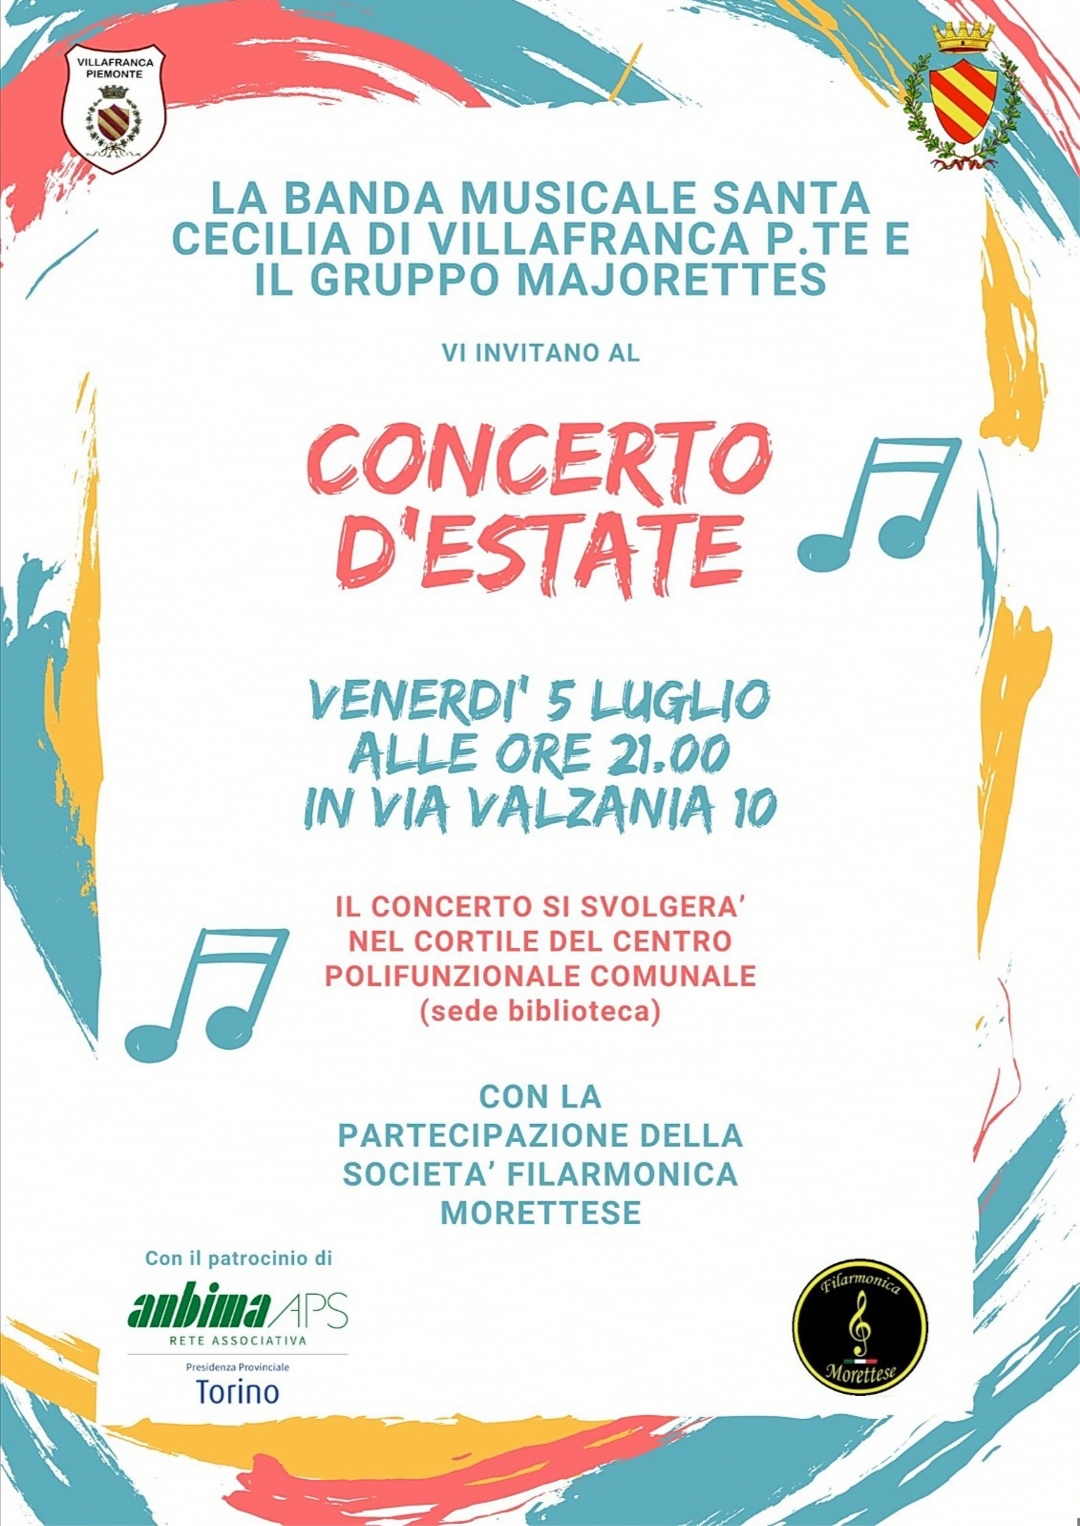 VILLAFRANCA
PIEMONTE
LA BANDA MUSICALE SANTA
CECILIA DI VILLAFRANCA P.TE E
IL GRUPPO MAJORETTES
VI INVITANO AL
CONCERTO
D'ESTATE
VENERDI' 5 LUGLIO
ALLE ORE 21.00
IN VIA VALZANIA 10
IL CONCERTO SI SVOLGERA’
NEL CORTILE DEL CENTRO
POLIFUNZIONALE COMUNALE
(sede biblioteca)
CON LA
PARTECIPAZIONE DELLA
SOCIETA’ FILARMONICA
MORETTESE
Con il patrocinio di
anbima APS
RETE ASSOCIATIVA
Presidenza Provinciale
Torino
Filarmonica
Morettese